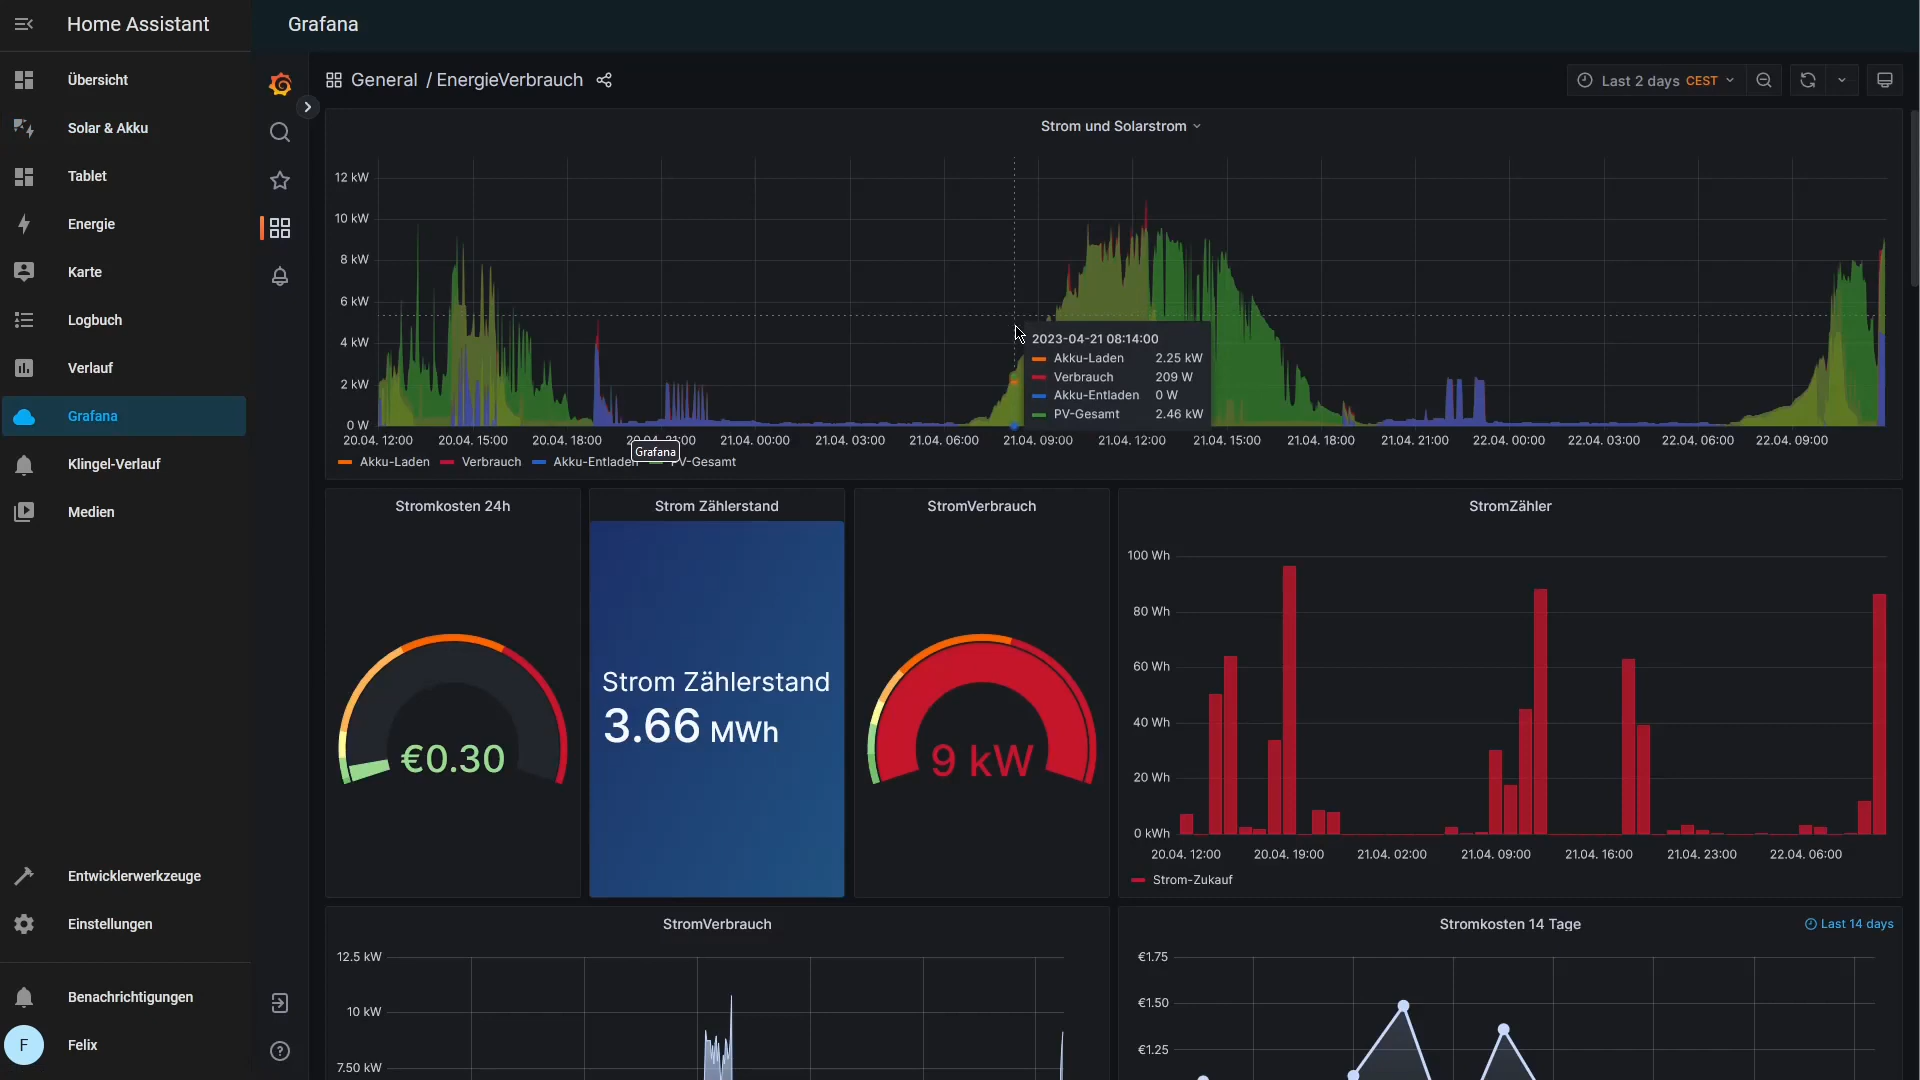 Home Assistant
Grafana
Übersicht
Solar & Akku
Tablet
Energie
Karte
Logbuch
Verlauf
Grafana
Klingel-Verlauf
Medien
Entwicklerwerkzeuge
Einstellungen
Benachrichtigungen
F Felix
General / EnergieVerbrauch
Last 2 days CEST
Strom und Solarstrom
12 kW
10 kW
8 kW
6 kW
4 kW
2 kW
0 W
2023-04-21 08:14:00
Akku-Laden 2.25 kW
Verbrauch 209 W
Akku-Entladen 0 W
PV-Gesamt 2.46 kW
20.04. 12:00 20.04. 15:00 20.04. 18:00 20.04. 21:00 21.04. 00:00 21.04. 03:00 21.04. 06:00 21.04. 09:00 21.04. 12:00 21.04. 15:00 21.04. 18:00 21.04. 21:00 22.04. 00:00 22.04. 03:00 22.04. 06:00 22.04. 09:00
Grafana
Akku-Laden Verbrauch Akku-Entladen PV-Gesamt
Stromkosten 24h
€0.30
Strom Zählerstand
Strom Zählerstand
3.66 MWh
StromVerbrauch
9 kW
StromZähler
100 Wh
80 Wh
60 Wh
40 Wh
20 Wh
0 kWh
20.04. 12:00 20.04. 19:00 21.04. 02:00 21.04. 09:00 21.04. 16:00 21.04. 23:00 22.04. 06:00
Strom-Zukauf
StromVerbrauch
12.5 kW
10 kW
7.50 kW
Stromkosten 14 Tage
Last 14 days
€1.75
€1.50
€1.25